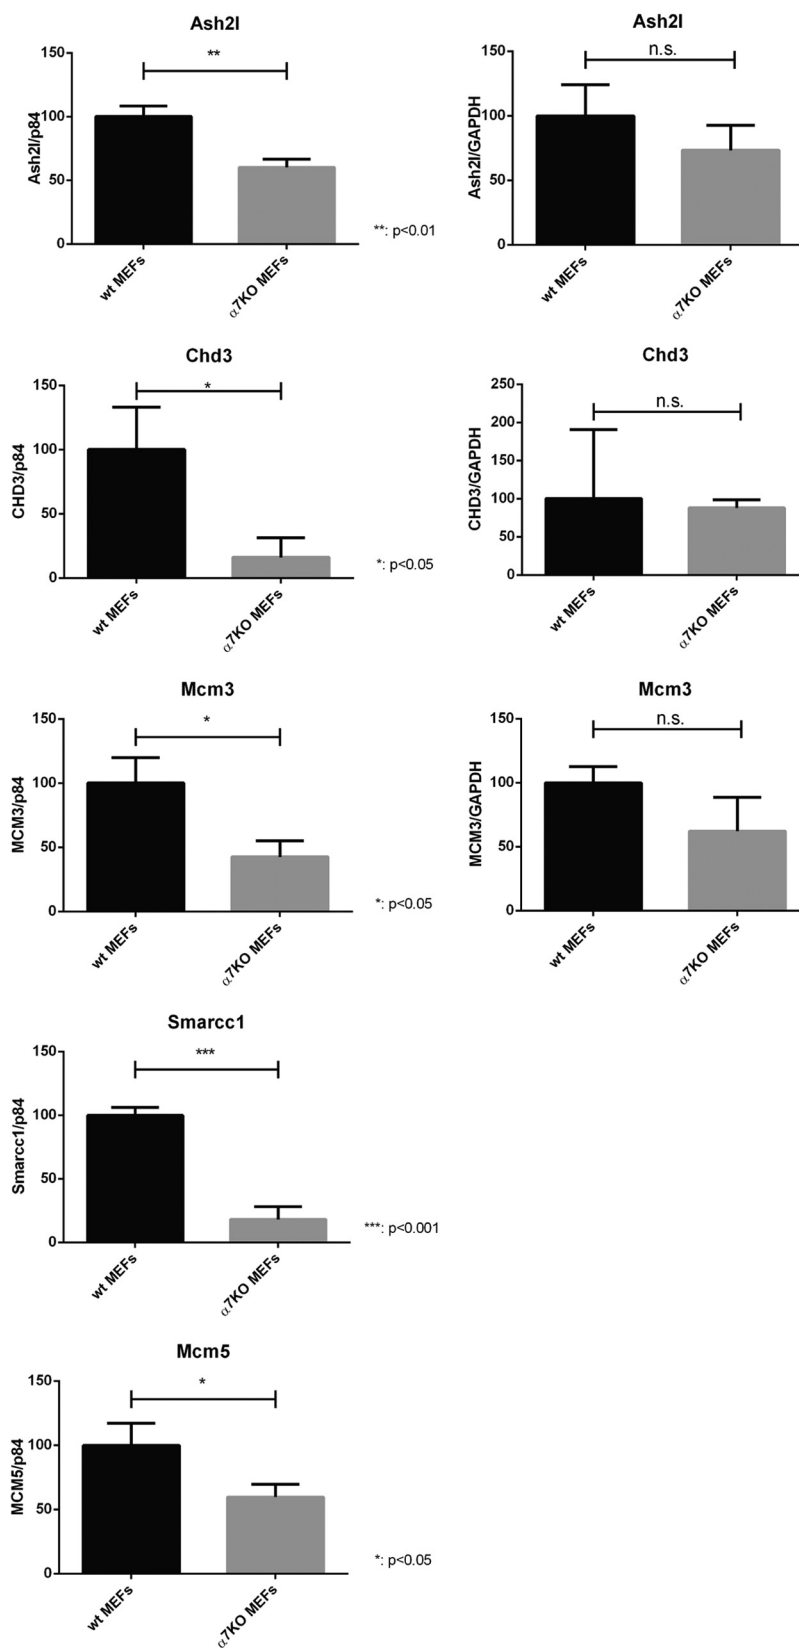 Ash2l
**
150
100
50
0
Ash2l/p84
wt MEFs
α7KO MEFs
**: p<0.01
Ash2l
n.s.
150
100
50
0
Ash2l/GAPDH
wt MEFs
α7KO MEFs
Chd3
*
150
100
50
0
CHD3/p84
wt MEFs
α7KO MEFs
*: p<0.05
Chd3
n.s.
250
200
150
100
50
0
CHD3/GAPDH
wt MEFs
α7KO MEFs
Mcm3
*
150
100
50
0
MCM3/p84
wt MEFs
α7KO MEFs
*: p<0.05
Mcm3
n.s.
150
100
50
0
MCM3/GAPDH
wt MEFs
α7KO MEFs
Smarcc1
***
150
100
50
0
Smarcc1/p84
wt MEFs
α7KO MEFs
***: p<0.001
Mcm5
*
150
100
50
0
MCM5/p84
wt MEFs
α7KO MEFs
*: p<0.05